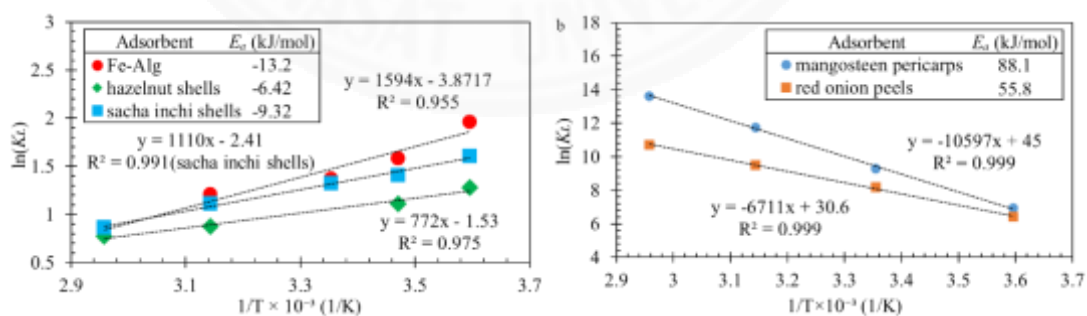 Adsorbent Eₐ (kJ/mol)
Fe-Alg -13.2
hazelnut shells -6.42
sacha inchi shells -9.32
y = 1594x - 3.8717
R² = 0.955
y = 1110x - 2.41
R² = 0.991(sacha inchi shells)
y = 772x - 1.53
R² = 0.975
ln(Kʟ)
3
2.5
2
1.5
1
0.5
2.9 3.1 3.3 3.5 3.7
1/T × 10⁻³ (1/K)
b
Adsorbent Eₐ (kJ/mol)
mangosteen pericarps 88.1
red onion peels 55.8
y = -10597x + 45
R² = 0.999
y = -6711x + 30.6
R² = 0.999
ln(Kʟ)
18
16
14
12
10
8
6
4
2.9 3 3.1 3.2 3.3 3.4 3.5 3.6 3.7
1/T×10⁻³ (1/K)